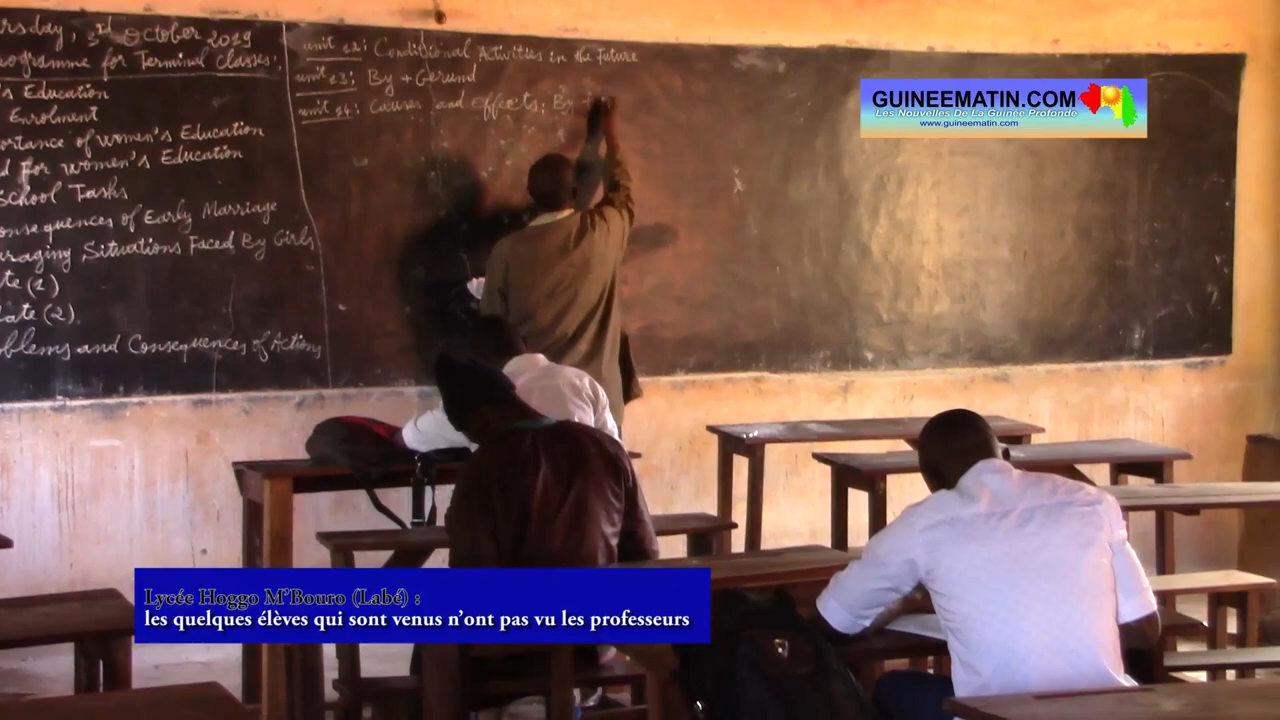 rsday, 3rd October 2019
ogramme for Terminal Classes:
's Education
Enrolment
ortance of women's Education
d for women's Education
School Tasks
onsequences of Early Marriage
uraging Situations Faced By Girls
te (1)
ate (2)
oblems and Consequences of Actions
unit 12: Conditional Activities in the future
unit 13: By + Gerund
unit 14: Causes and effects: By +
GUINEEMATIN.COM
Les Nouvelles De La Guinée Profonde
www.guineematin.com
Lycée Hoggo M'Bouro (Labé) :
les quelques élèves qui sont venus n'ont pas vu les professeurs